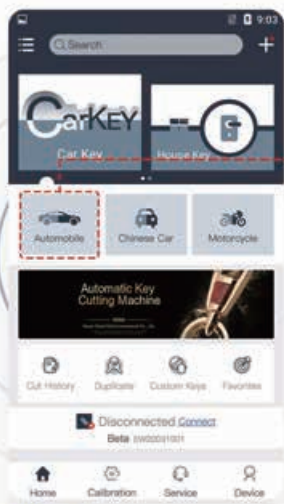 9:03
Search
CarKEY
Car Key
House Key
Automobile
Chinese Car
Motorcycle
Automatic Key
Cutting Machine
Cut History
Duplicate
Custom Keys
Favorites
Disconnected Connect
Beta
Home
Calibration
Service
Device